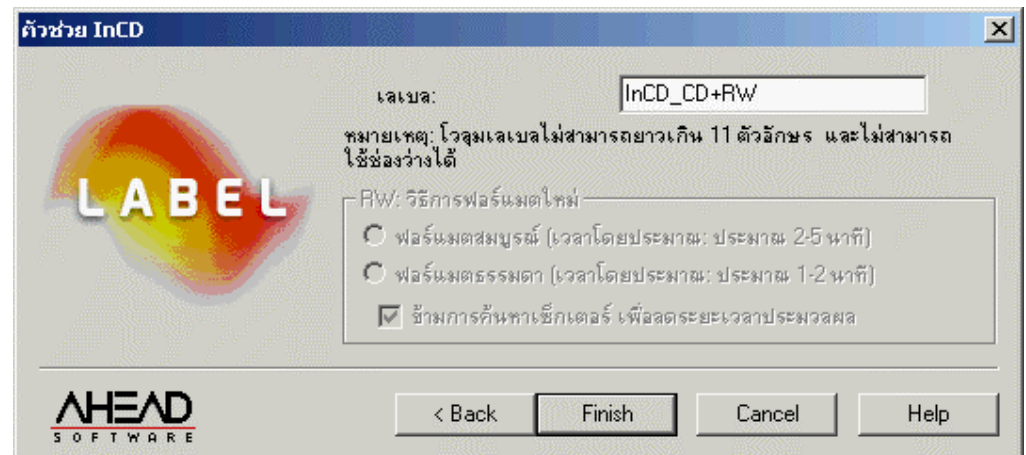 ตัวช่วย InCD
เลเบล:
InCD_CD+RW
หมายเหตุ: โวลุมเลเบลไม่สามารถยาวเกิน 11 ตัวอักษร และไม่สามารถ
ใช้ช่องว่างได้
LABEL
RW: วิธีการฟอร์แมตใหม่
ฟอร์แมตสมบูรณ์ (เวลาโดยประมาณ: ประมาณ 2-5 นาที)
ฟอร์แมตธรรมดา (เวลาโดยประมาณ: ประมาณ 1-2 นาที)
ข้ามการค้นหาเซ็กเตอร์ เพื่อลดระยะเวลาประมวลผล
AHEAD
SOFTWARE
< Back
Finish
Cancel
Help